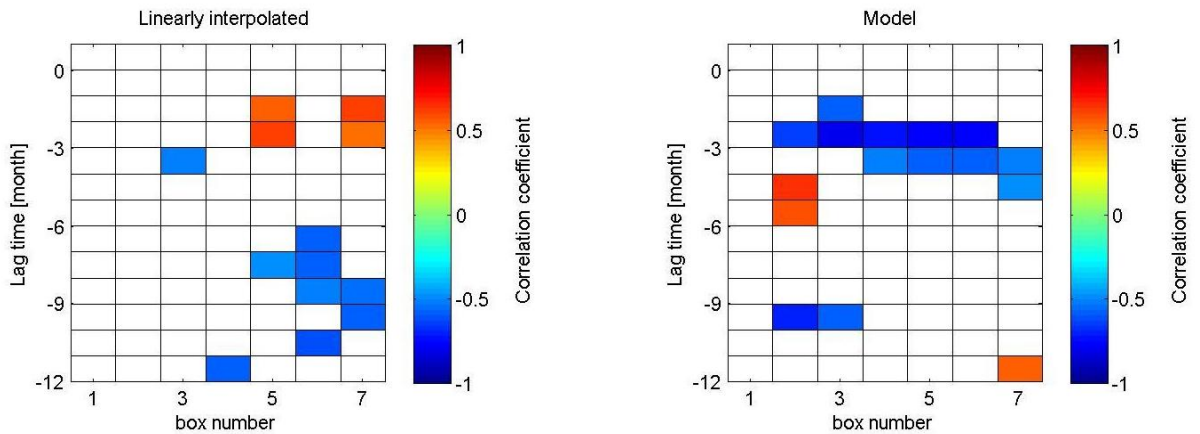 Linearly interpolated
0
-3
-6
-9
-12
Lag time [month]
1 3 5 7
box number
1
0.5
0
-0.5
-1
Correlation coefficient
Model
0
-3
-6
-9
-12
Lag time [month]
1 3 5 7
box number
1
0.5
0
-0.5
-1
Correlation coefficient